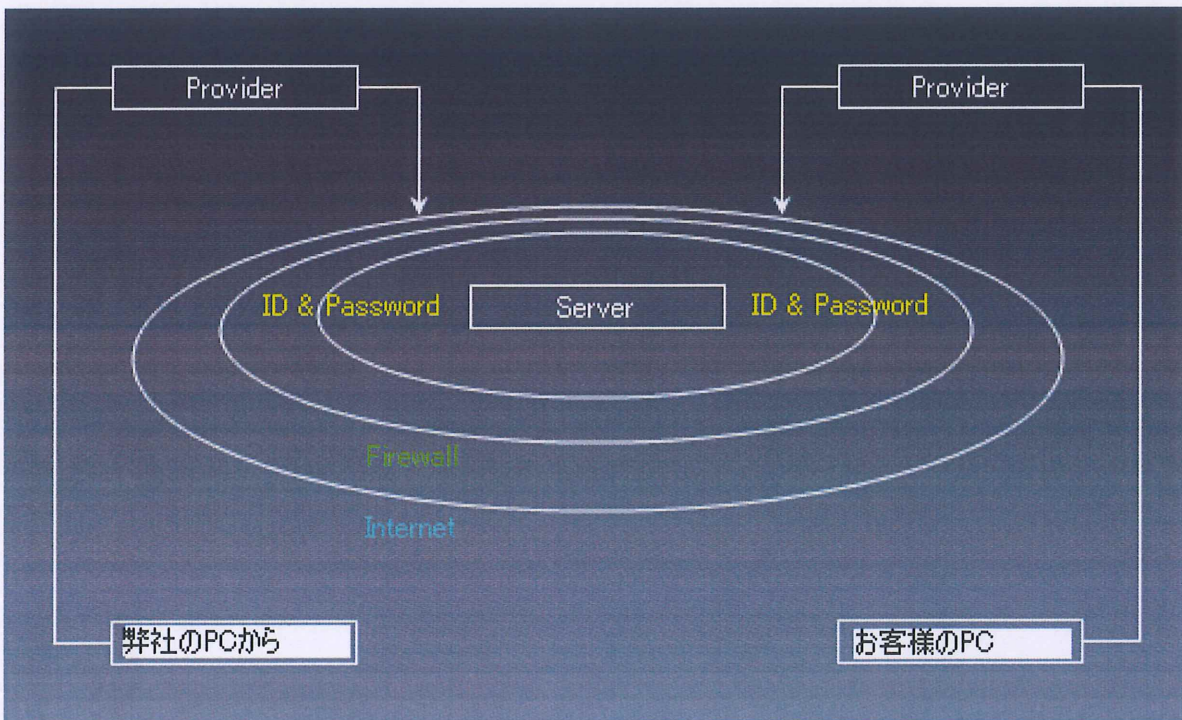 Provider
Provider
ID & Password
Server
ID & Password
Firewall
Internet
弊社のPCから
お客様のPC